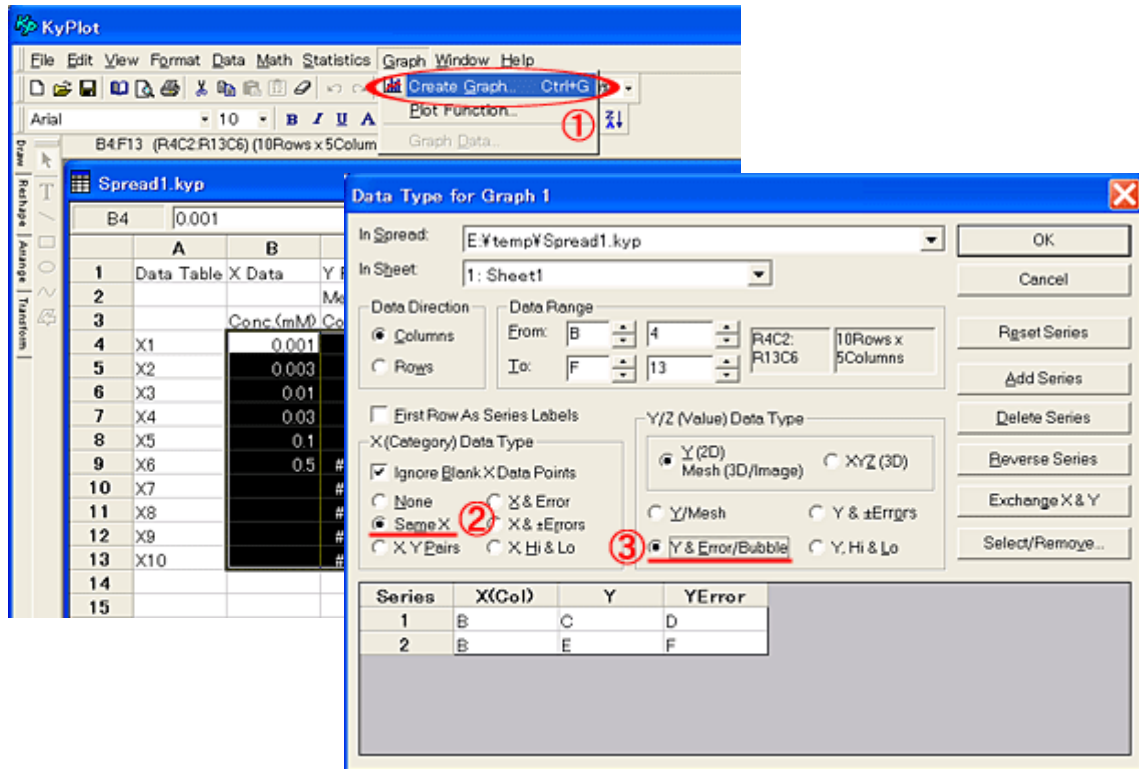 KyPlot
File Edit View Format Data Math Statistics Graph Window Help
Create Graph... Ctrl+G
Arial 10 B I U A
Plot Function...
①
B4:F13 (R4C2:R13C6) (10Rows x 5Colum
Graph Data...
Draw Reshape Arrange Transform
T
Spread1.kyp
B4 0.001
A B
1 Data Table X Data
2
3 Conc.(mM)
4 X1 0.001
5 X2 0.003
6 X3 0.01
7 X4 0.03
8 X5 0.1
9 X6 0.5 #
10 X7 #
11 X8 #
12 X9 #
13 X10 #
14
15
Data Type for Graph 1
In Spread: E:¥temp¥Spread1.kyp OK
In Sheet: 1: Sheet1 Cancel
Data Direction Data Range
Columns From: B 4 R4C2: R13C6 10Rows x 5Columns Reset Series
Rows To: F 13
Add Series
First Row As Series Labels Y/Z (Value) Data Type Delete Series
X(Category) Data Type
Ignore Blank X Data Points Y (2D) Mesh (3D/Image) XYZ (3D) Reverse Series
None X & Error Y/Mesh Y & ±Errors Exchange X & Y
Same X ② X & ±Errors
X Y Pairs X Hi & Lo ③ Y & Error/Bubble Y, Hi & Lo Select/Remove...
Series X(Col) Y YError
1 B C D
2 B E F